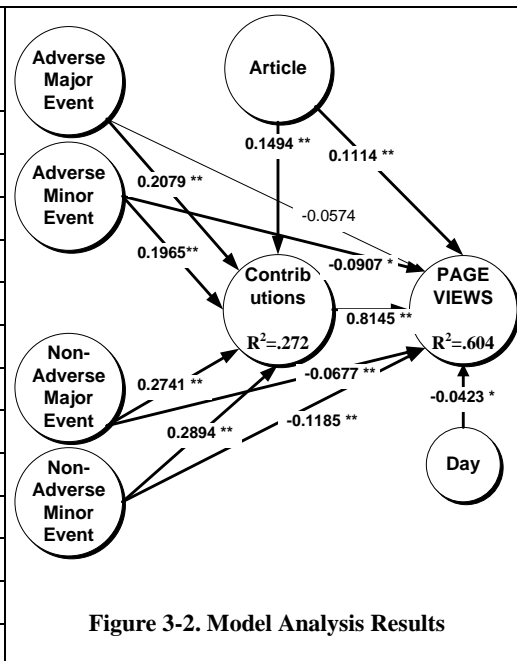 Adverse
Major
Event
Article
0.1494 **
0.1114 **
0.2079 **
Adverse
Minor
Event
-0.0574
0.1965**
-0.0907 *
Contrib
utions
R²=.272
0.8145 **
PAGE
VIEWS
R²=.604
Non-
Adverse
Major
Event
0.2741 **
-0.0677 **
0.2894 **
-0.1185 **
-0.0423 *
Non-
Adverse
Minor
Event
Day
Figure 3-2. Model Analysis Results